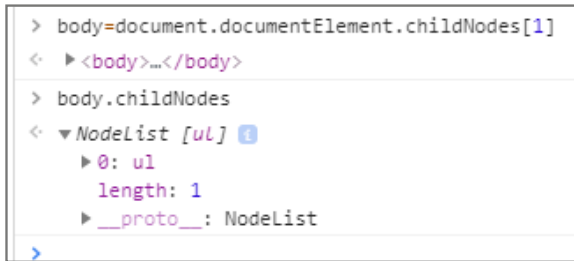 > body=document.documentElement.childNodes[1]
<· ▶<body>…</body>
> body.childNodes
<· ▼NodeList [ul] i
▶0: ul
length: 1
▶__proto__: NodeList
>